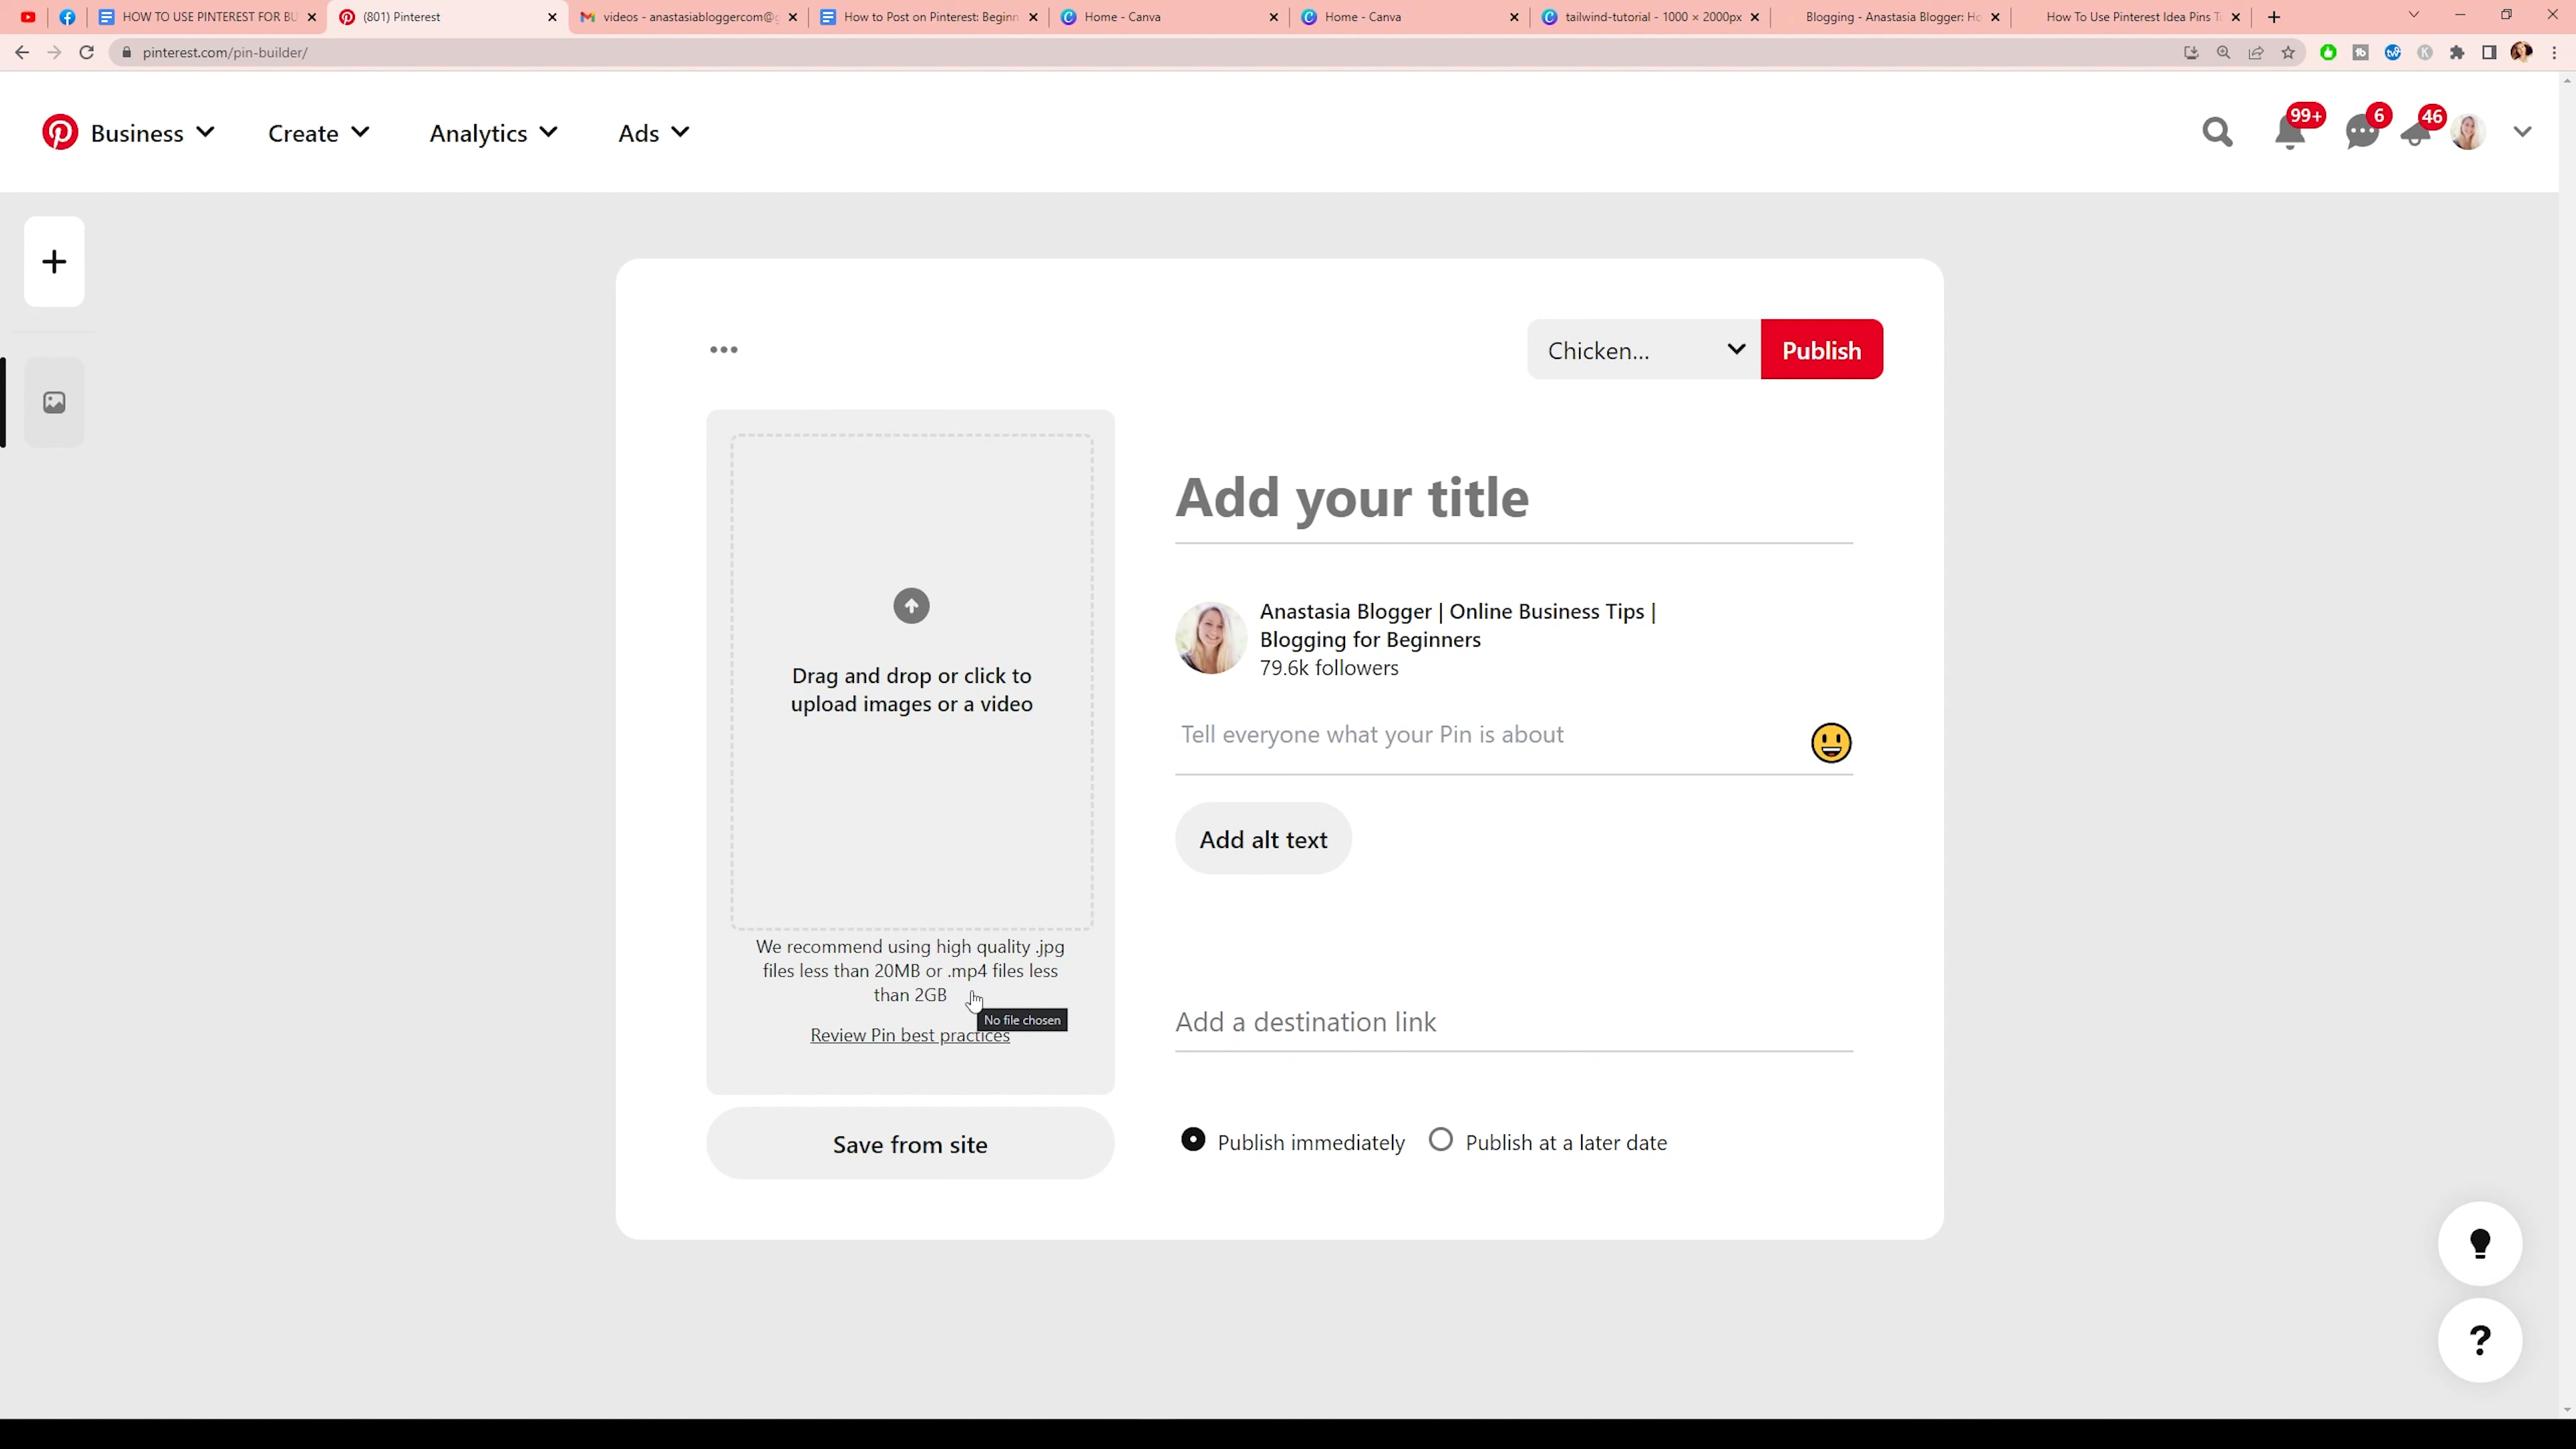 HOW TO USE PINTEREST FOR BU
(801) Pinterest
videos - anastasiabloggercom@g
How to Post on Pinterest: Beginn
Home - Canva
Home - Canva
tailwind-tutorial - 1000 × 2000px
Blogging - Anastasia Blogger: Ho
How To Use Pinterest Idea Pins T
pinterest.com/pin-builder/
Business
Create
Analytics
Ads
99+
6
46
Chicken...
Publish
Add your title
Drag and drop or click to
upload images or a video
Anastasia Blogger | Online Business Tips |
Blogging for Beginners
79.6k followers
Tell everyone what your Pin is about
Add alt text
We recommend using high quality .jpg
files less than 20MB or .mp4 files less
than 2GB
No file chosen
Review Pin best practices
Add a destination link
Save from site
Publish immediately
Publish at a later date
?